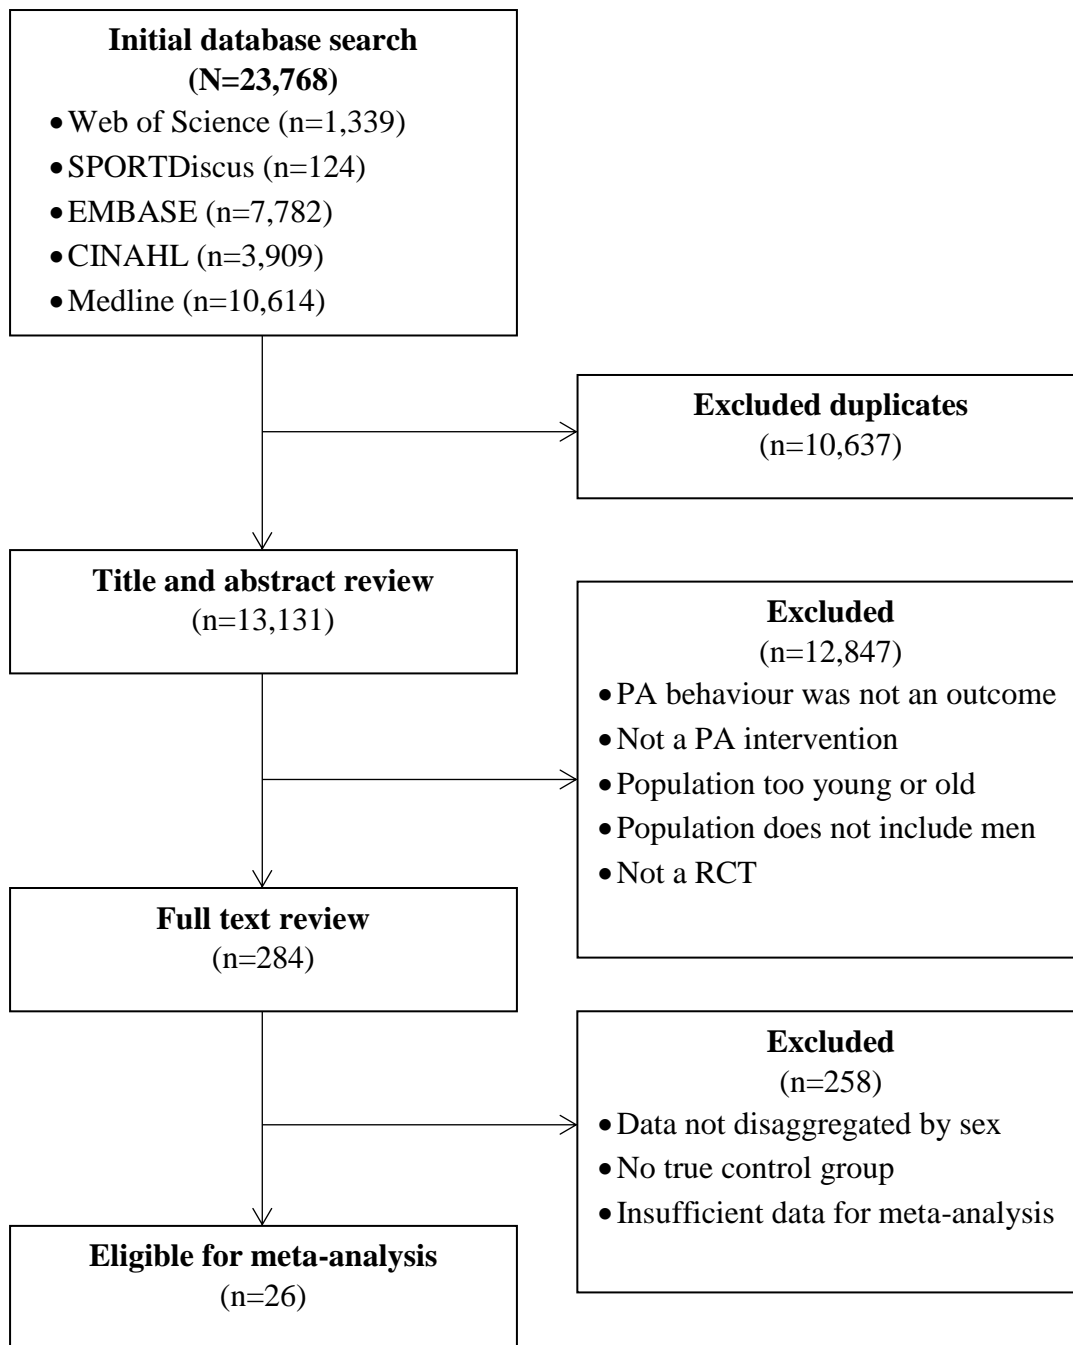 Initial database search
(N=23,768)
•Web of Science (n=1,339)
•SPORTDiscus (n=124)
•EMBASE (n=7,782)
•CINAHL (n=3,909)
•Medline (n=10,614)
Excluded duplicates
(n=10,637)
Title and abstract review
(n=13,131)
Excluded
(n=12,847)
•PA behaviour was not an outcome
•Not a PA intervention
•Population too young or old
•Population does not include men
•Not a RCT
Full text review
(n=284)
Excluded
(n=258)
•Data not disaggregated by sex
•No true control group
•Insufficient data for meta-analysis
Eligible for meta-analysis
(n=26)